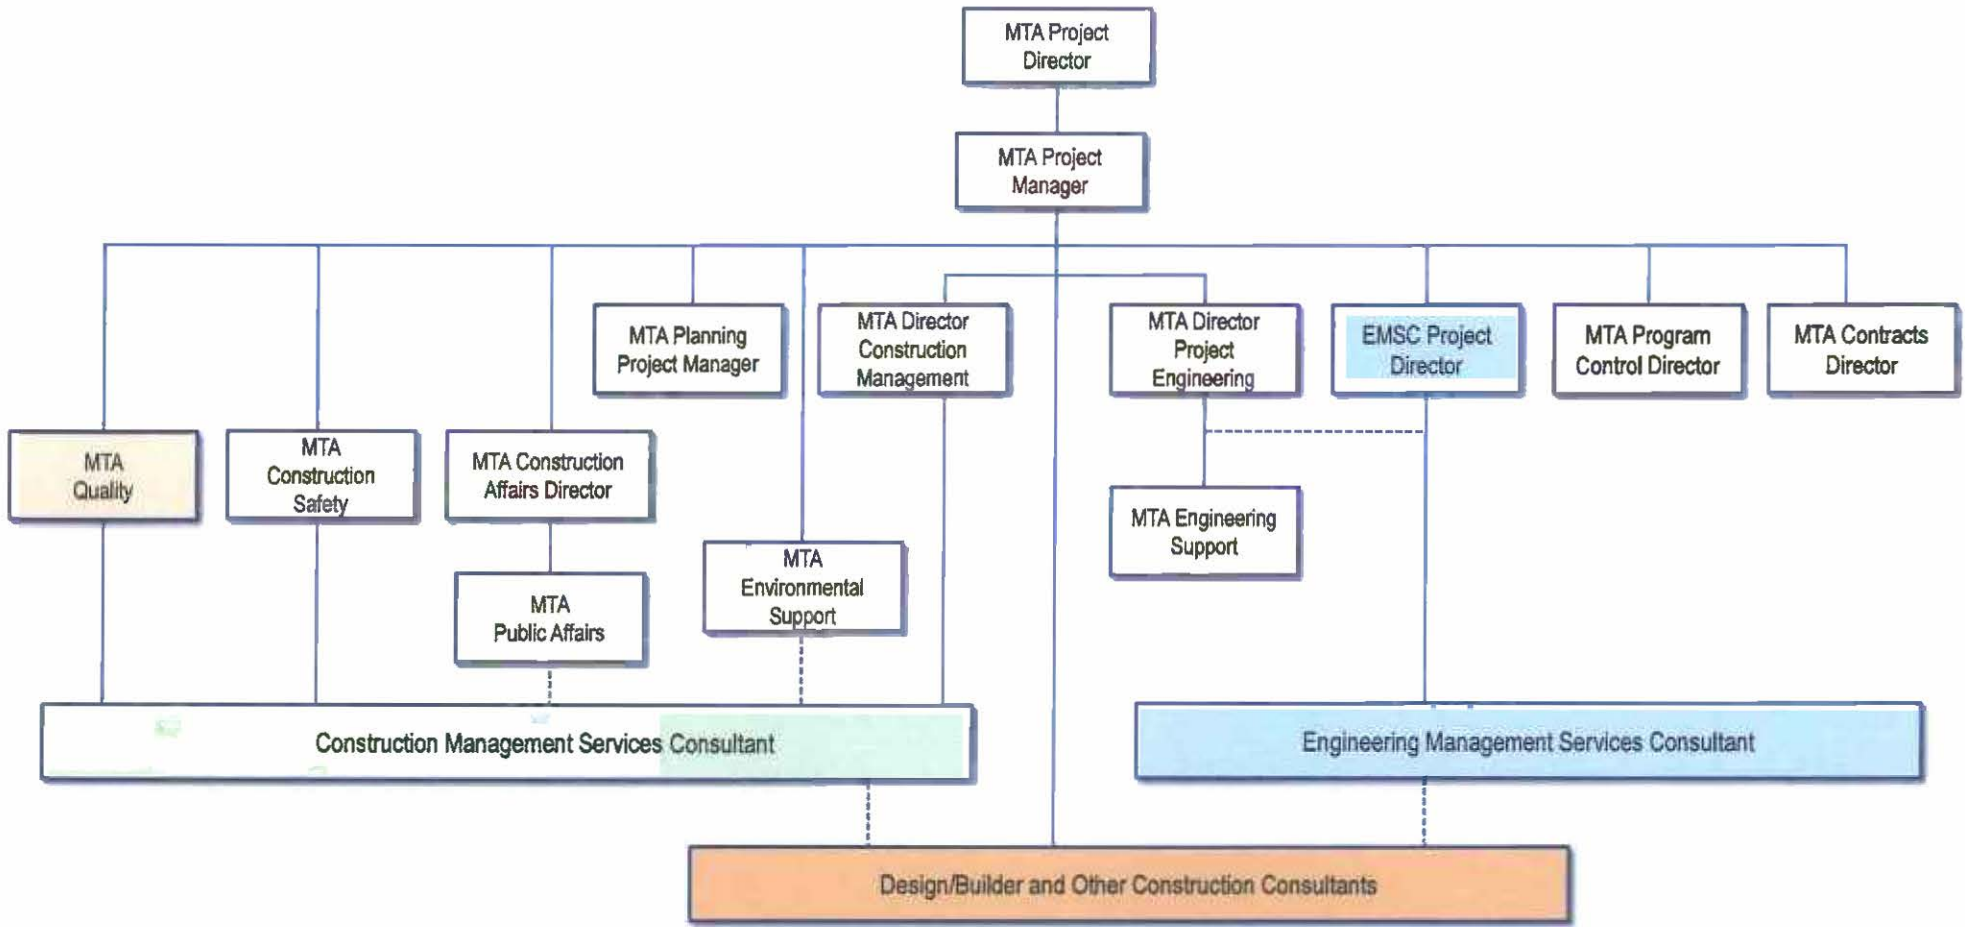 MTA Project
Director
MTA Project
Manager
MTA Planning
Project Manager
MTA Director
Construction
Management
MTA Director
Project
Engineering
EMSC Project
Director
MTA Program
Control Director
MTA Contracts
Director
MTA
Quality
MTA
Construction
Safety
MTA Construction
Affairs Director
MTA Engineering
Support
MTA
Environmental
Support
MTA
Public Affairs
Construction Management Services Consultant
Engineering Management Services Consultant
Design/Builder and Other Construction Consultants